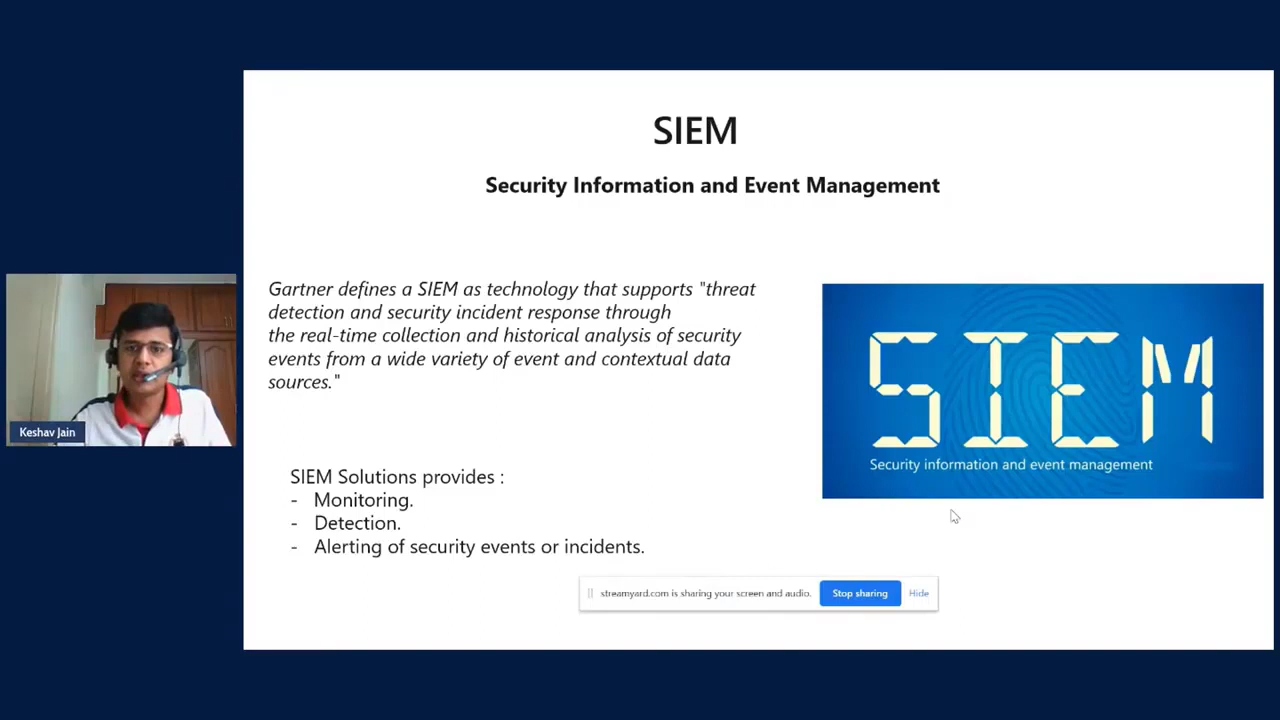 SIEM
Security Information and Event Management
Gartner defines a SIEM as technology that supports "threat
detection and security incident response through
the real-time collection and historical analysis of security
events from a wide variety of event and contextual data
sources."
SIEM
Security information and event management
Keshav Jain
SIEM Solutions provides :
- Monitoring.
- Detection.
- Alerting of security events or incidents.
streamyard.com is sharing your screen and audio. Stop sharing Hide